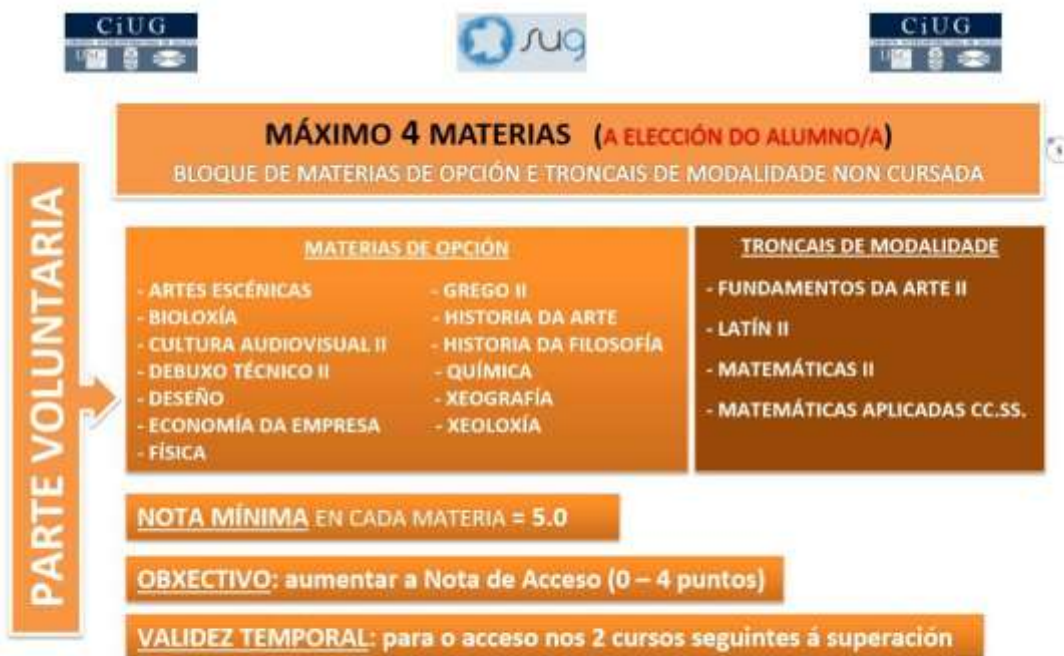 CiUG
SUG
CiUG
MÁXIMO 4 MATERIAS (A ELECCIÓN DO ALUMNO/A)
BLOQUE DE MATERIAS DE OPCIÓN E TRONCAIS DE MODALIDADE NON CURSADA
PARTE VOLUNTARIA
MATERIAS DE OPCIÓN
- ARTES ESCÉNICAS
- BIOLOXÍA
- CULTURA AUDIOVISUAL II
- DEBUXO TÉCNICO II
- DESEÑO
- ECONOMÍA DA EMPRESA
- FÍSICA
- GREGO II
- HISTORIA DA ARTE
- HISTORIA DA FILOSOFÍA
- QUÍMICA
- XEOGRAFÍA
- XEOLOXÍA
TRONCAIS DE MODALIDADE
- FUNDAMENTOS DA ARTE II
- LATÍN II
- MATEMÁTICAS II
- MATEMÁTICAS APLICADAS CC.SS.
NOTA MÍNIMA EN CADA MATERIA = 5.0
OBXECTIVO: aumentar a Nota de Acceso (0 – 4 puntos)
VALIDEZ TEMPORAL: para o acceso nos 2 cursos seguintes á superación